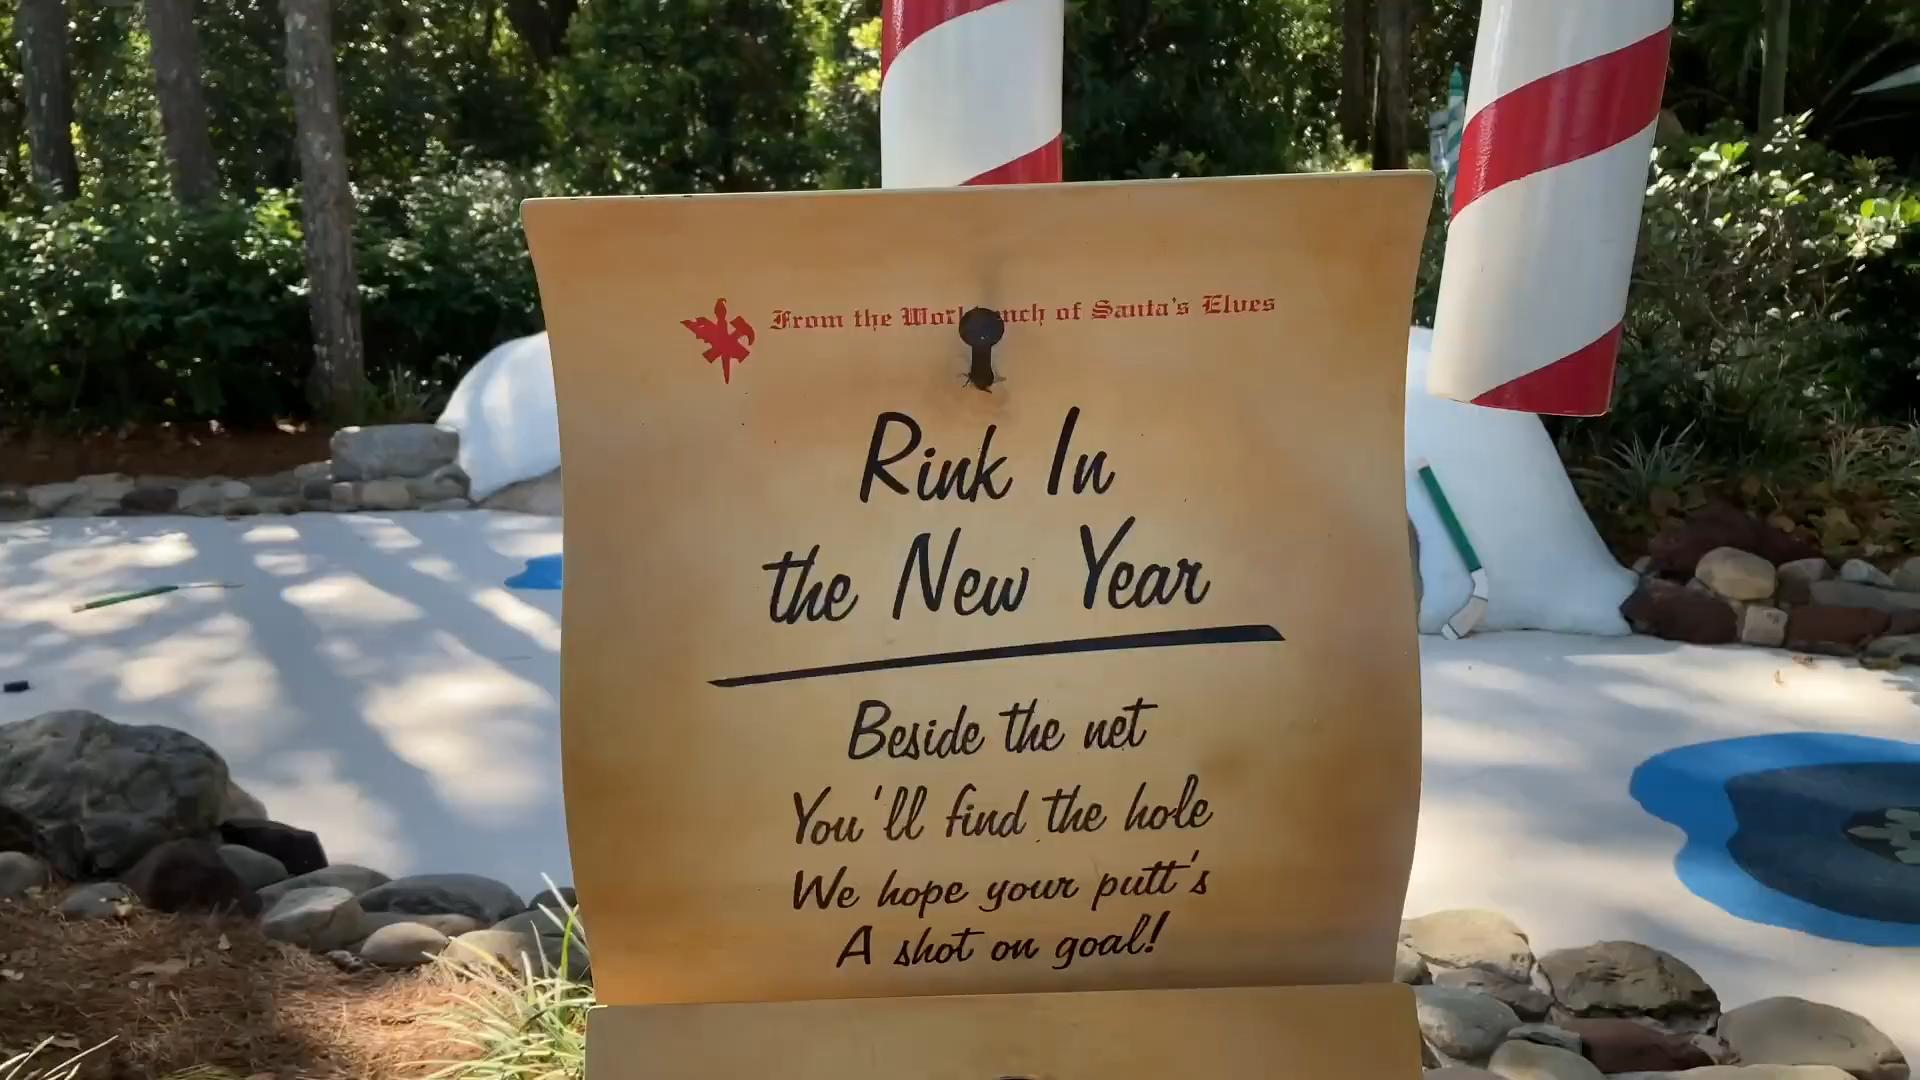 From the Workbench of Santa's Elves
Rink In
the New Year
Beside the net
You'll find the hole
We hope your putt's
A shot on goal!